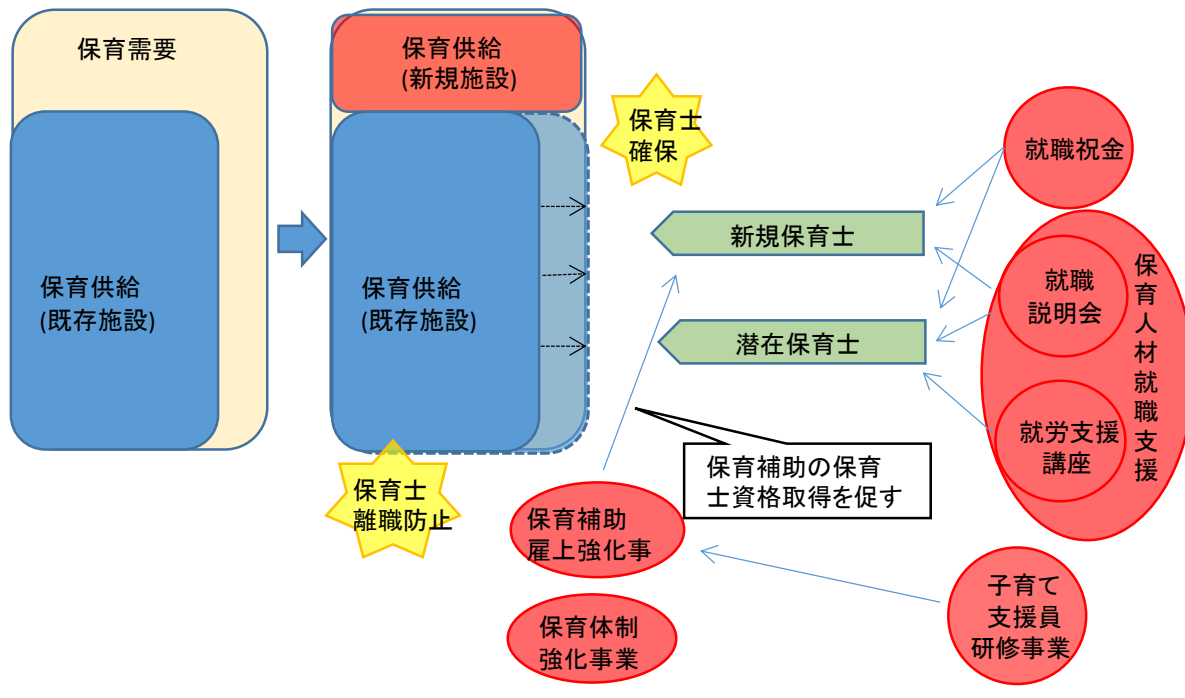 保育需要
保育供給
(既存施設)
保育供給
(新規施設)
保育供給
(既存施設)
保育士
確保
保育士
離職防止
新規保育士
潜在保育士
就職祝金
就職
説明会
就労支援
講座
保育人材就職支援
保育補助の保育
士資格取得を促す
保育補助
雇上強化事
保育体制
強化事業
子育て
支援員
研修事業